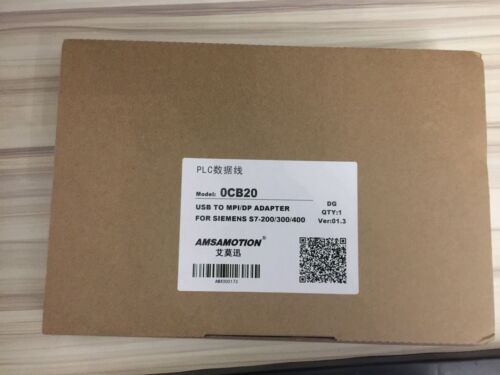 PLC数据线
Model: 0CB20
USB TO MPI/DP ADAPTER
FOR SIEMENS S7-200/300/400
DG
QTY:1
Ver:01.3
AMSAMOTION®
艾莫迅